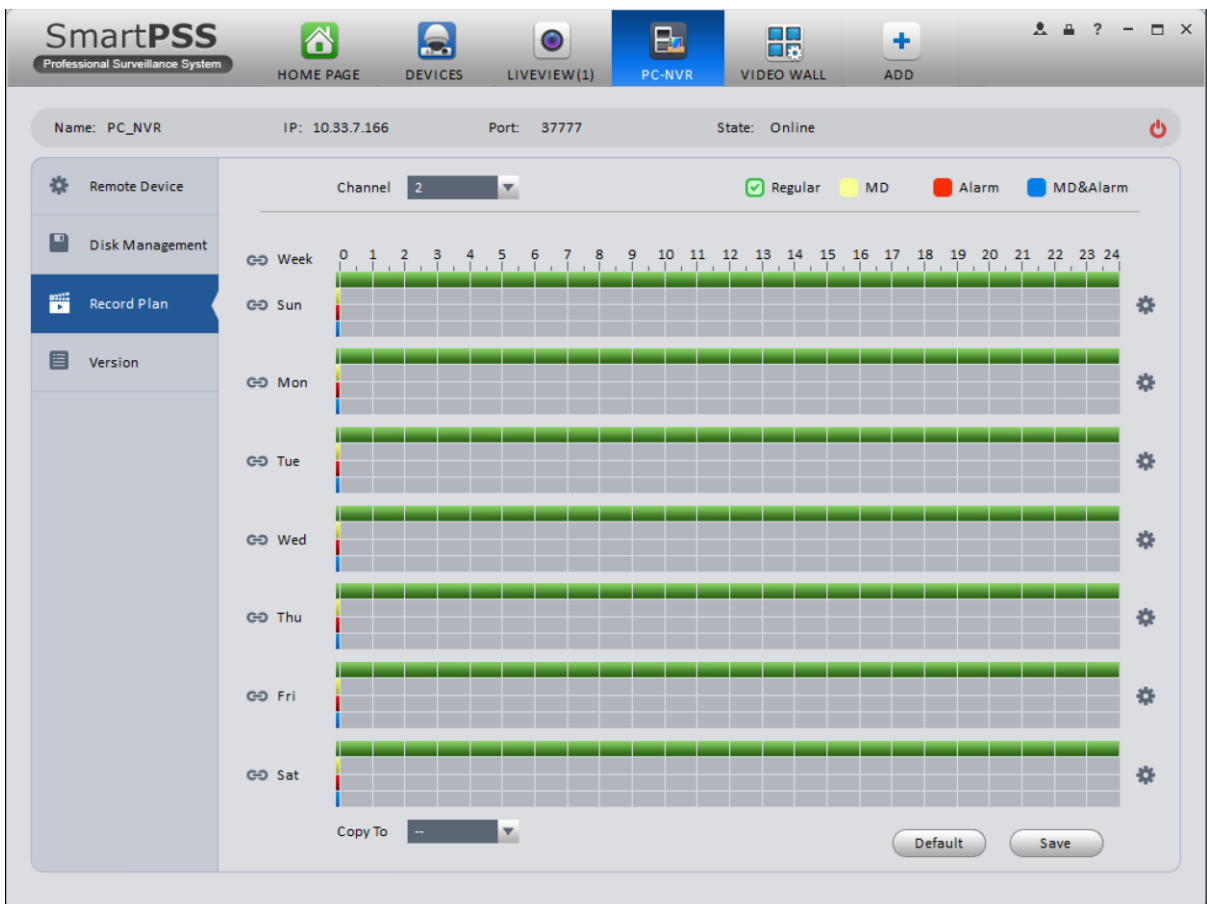 SmartPSS
Professional Surveillance System
HOME PAGE DEVICES LIVEVIEW(1) PC-NVR VIDEO WALL ADD
?
Name: PC_NVR IP: 10.33.7.166 Port: 37777 State: Online
Remote Device
Disk Management
Record Plan
Version
Channel 2 Regular MD Alarm MD&Alarm
Week 0 1 2 3 4 5 6 7 8 9 10 11 12 13 14 15 16 17 18 19 20 21 22 23 24
Sun
Mon
Tue
Wed
Thu
Fri
Sat
Copy To --
Default Save